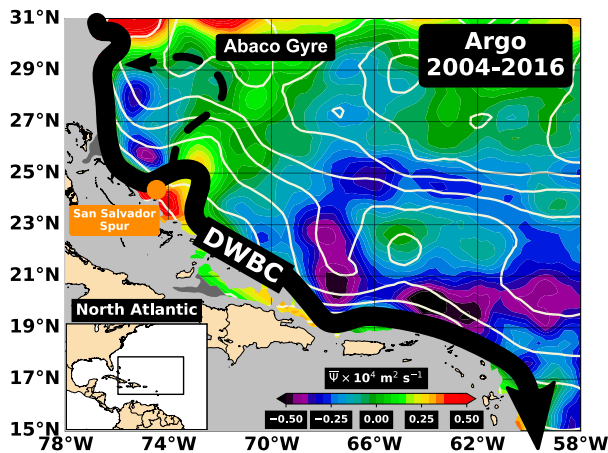 31°N
29°N
27°N
25°N
23°N
21°N
19°N
17°N
15°N
Abaco Gyre
Argo
2004-2016
San Salvador
Spur
DWBC
North Atlantic
Ψ × 10⁴ m² s⁻¹
−0.50 −0.25 0.00 0.25 0.50
78°W 74°W 70°W 66°W 62°W 58°W